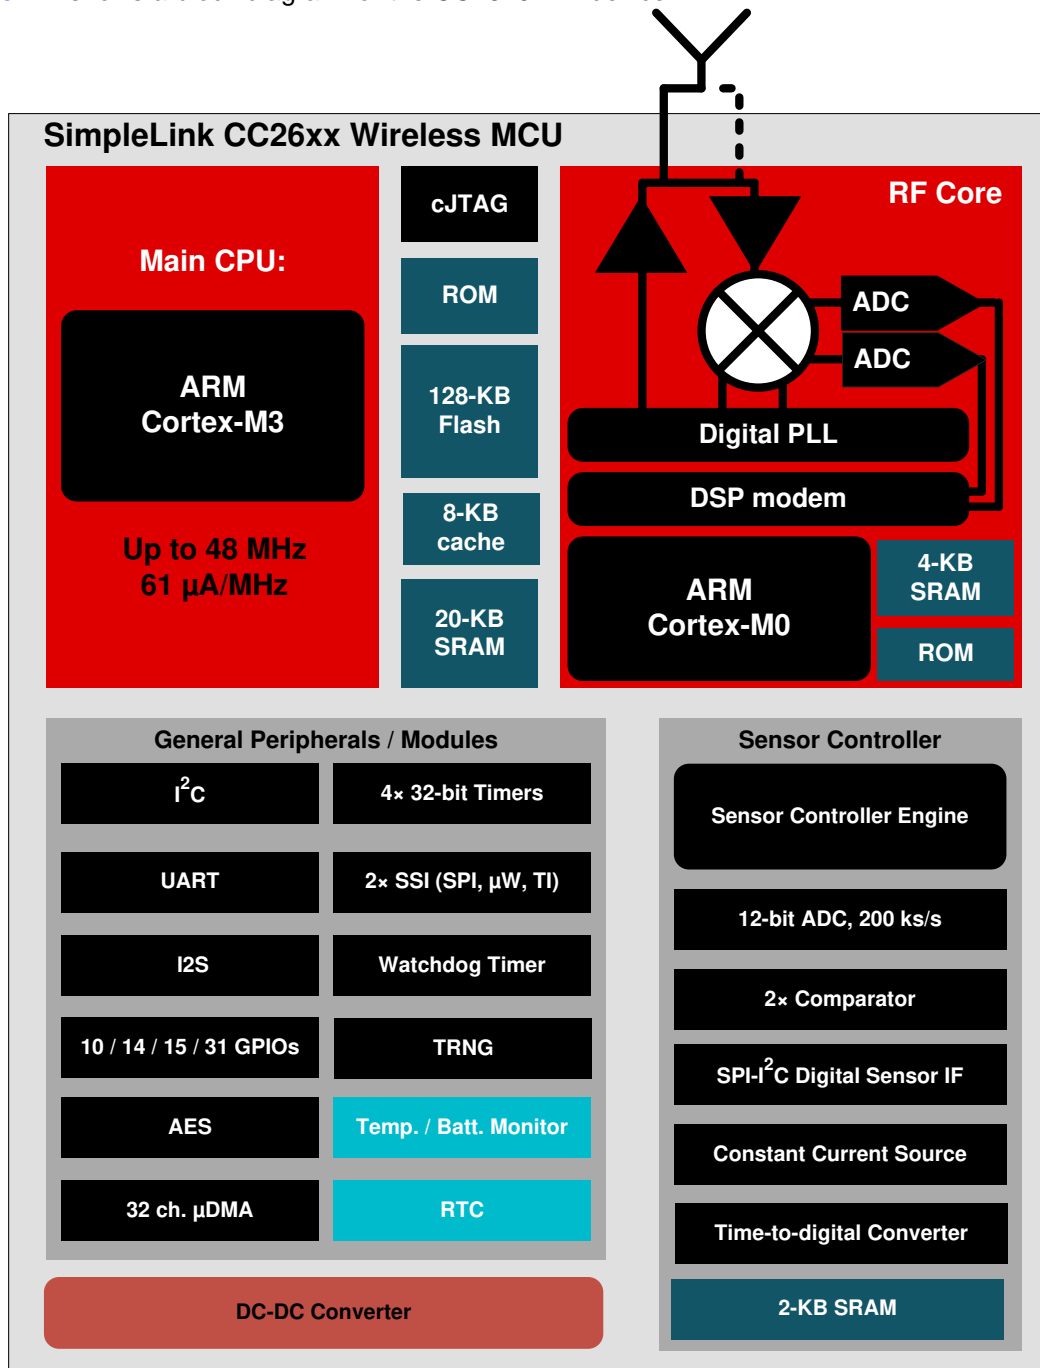 SimpleLink CC26xx Wireless MCU
Main CPU:
ARM
Cortex-M3
Up to 48 MHz
61 µA/MHz
cJTAG
ROM
128-KB
Flash
8-KB
cache
20-KB
SRAM
RF Core
ADC
ADC
Digital PLL
DSP modem
ARM
Cortex-M0
4-KB
SRAM
ROM
General Peripherals / Modules
I²C
4× 32-bit Timers
UART
2× SSI (SPI, µW, TI)
I2S
Watchdog Timer
10 / 14 / 15 / 31 GPIOs
TRNG
AES
Temp. / Batt. Monitor
32 ch. µDMA
RTC
Sensor Controller
Sensor Controller Engine
12-bit ADC, 200 ks/s
2× Comparator
SPI-I²C Digital Sensor IF
Constant Current Source
Time-to-digital Converter
2-KB SRAM
DC-DC Converter